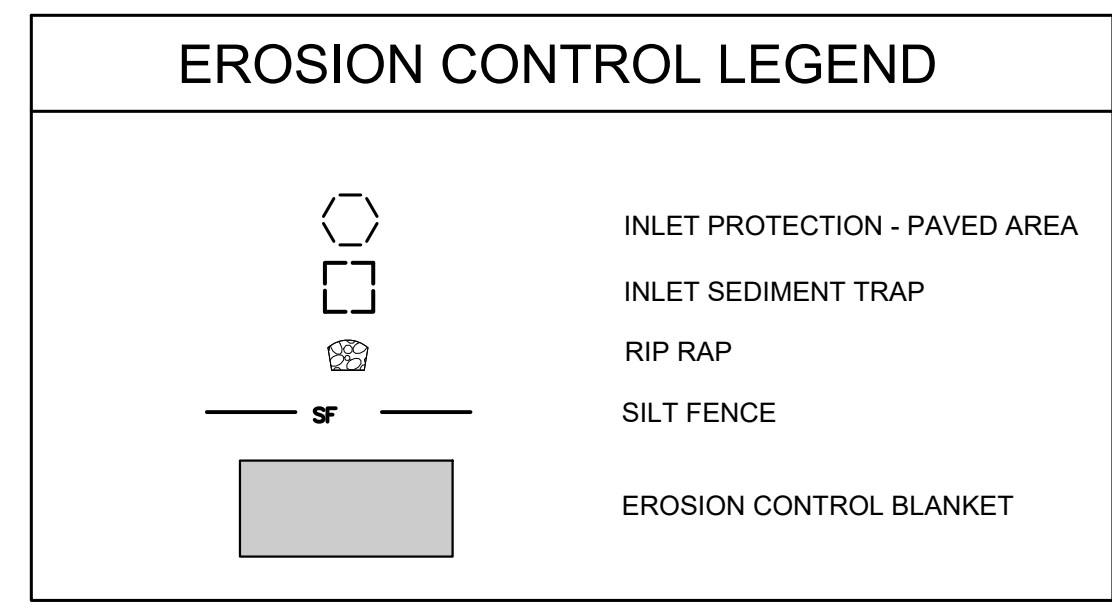 EROSION CONTROL LEGEND
INLET PROTECTION - PAVED AREA
INLET SEDIMENT TRAP
RIP RAP
SF
SILT FENCE
EROSION CONTROL BLANKET